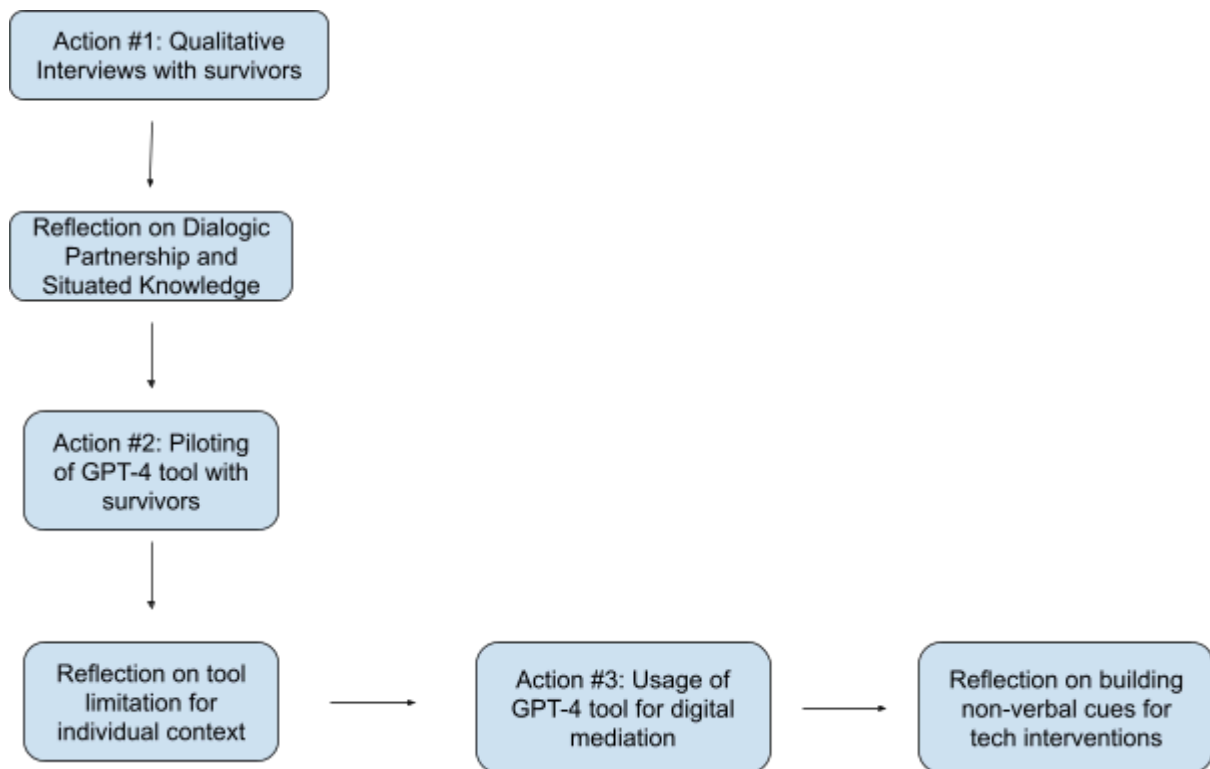 Action #1: Qualitative
Interviews with survivors
Reflection on Dialogic
Partnership and
Situated Knowledge
Action #2: Piloting
of GPT-4 tool with
survivors
Reflection on tool
limitation for
individual context
Action #3: Usage of
GPT-4 tool for digital
mediation
Reflection on building
non-verbal cues for
tech interventions